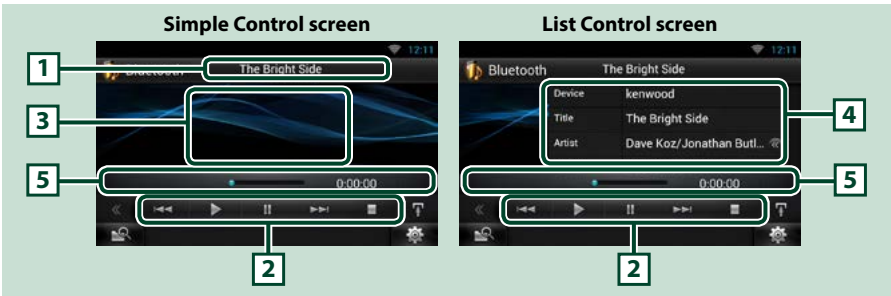 Simple Control screen
List Control screen
12:11
12:11
Bluetooth
The Bright Side
Bluetooth
The Bright Side
1
3
5
2
Device
kenwood
Title
The Bright Side
Artist
Dave Koz/Jonathan Butl...
4
0:00:00
0:00:00
5
2